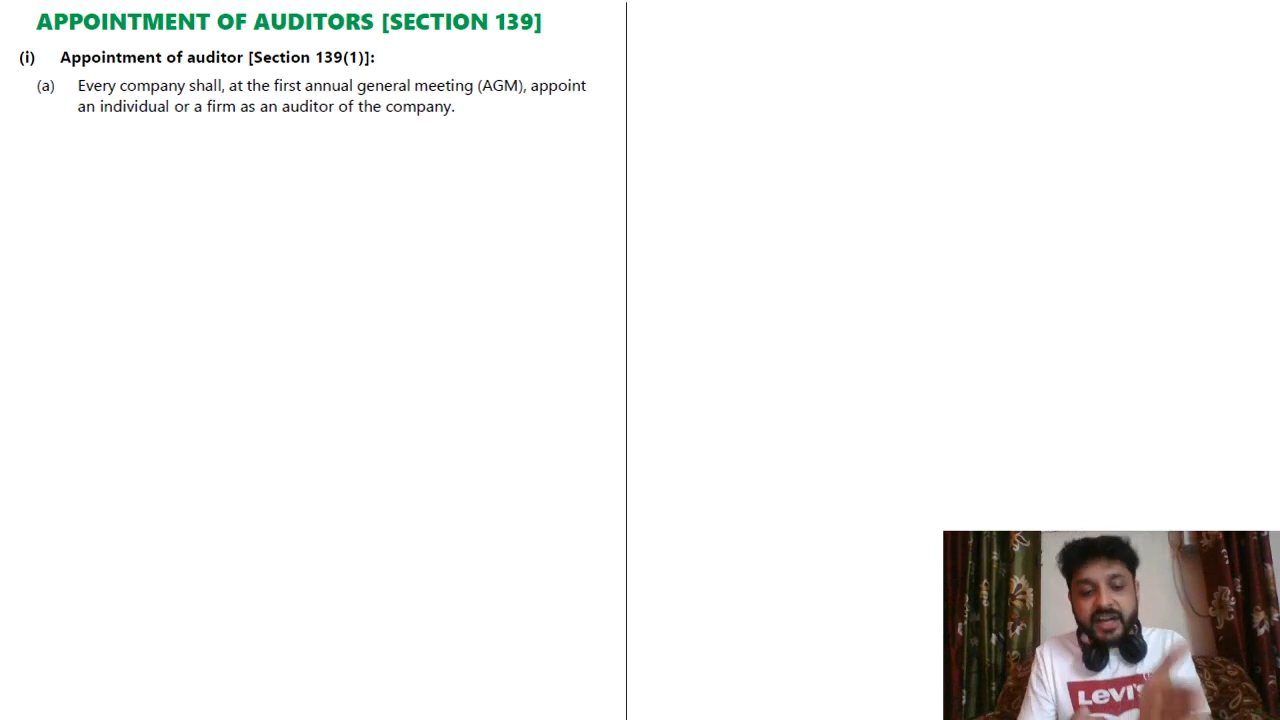 APPOINTMENT OF AUDITORS [SECTION 139]
(i) Appointment of auditor [Section 139(1)]:
(a) Every company shall, at the first annual general meeting (AGM), appoint
an individual or a firm as an auditor of the company.
Levi's